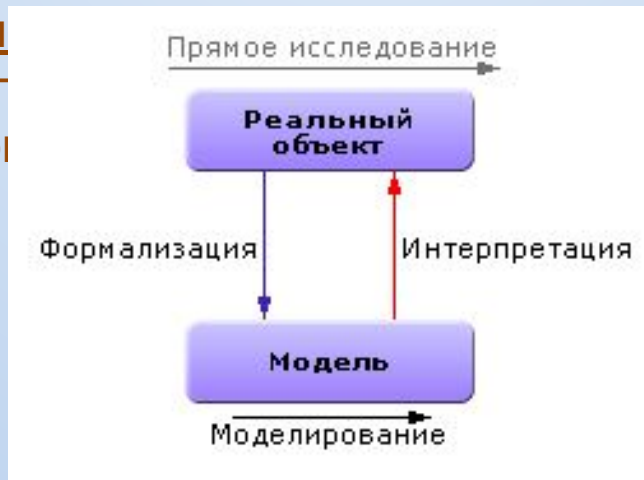 Прямое исследование
Реальный
объект
Формализация
Интерпретация
Модель
Моделирование